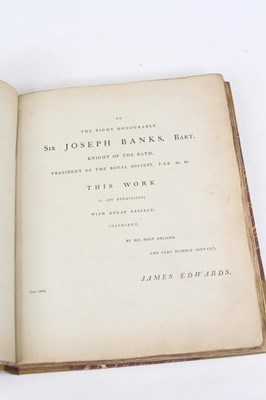 TO
THE RIGHT HONOURABLE
SIR JOSEPH BANKS, BART;
KNIGHT OF THE BATH,
PRESIDENT OF THE ROYAL SOCIETY, F.A.S. &c. &c.
THIS WORK
IS (BY PERMISSION)
WITH GREAT RESPECT,
INSCRIBED,
BY HIS MOST OBLIGED
AND VERY HUMBLE SERVANT,
JAMES EDWARDS.